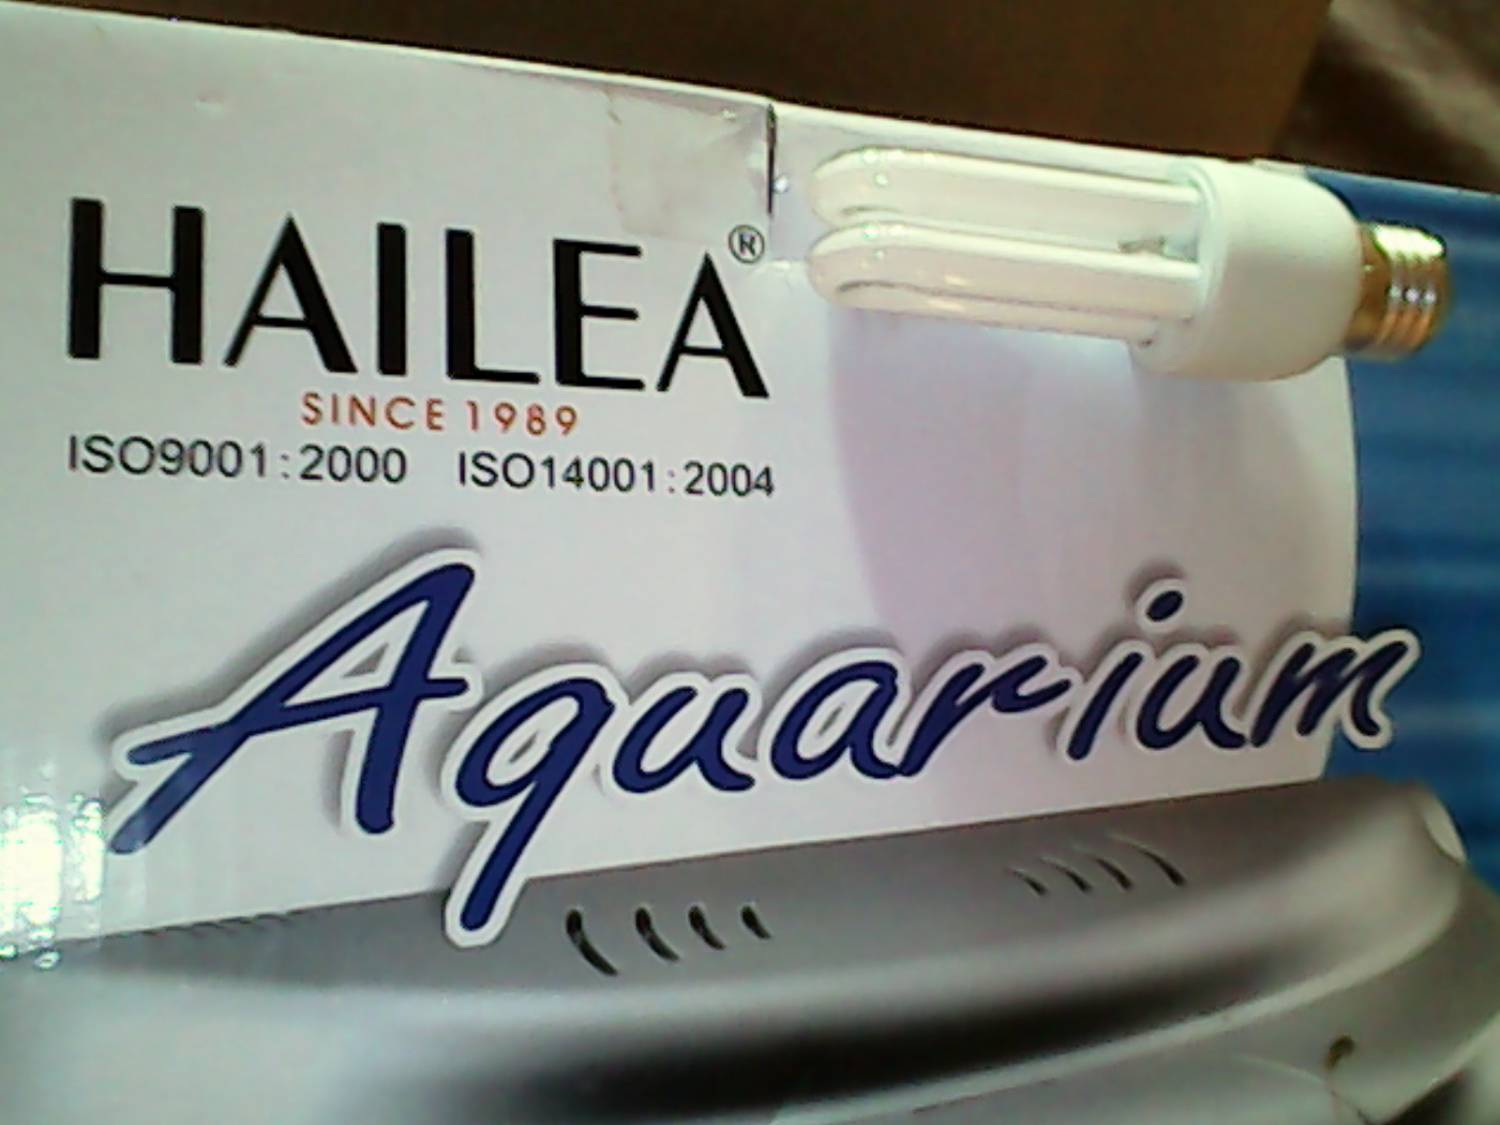 HAILEA®
SINCE 1989
ISO9001:2000 ISO14001:2004
Aquarium